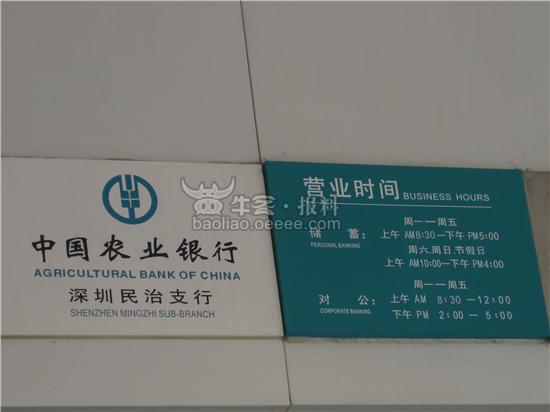 中国农业银行
AGRICULTURAL BANK OF CHINA
深圳民治支行
SHENZHEN MINGZHI SUB-BRANCH
营业时间 BUSINESS HOURS
周一一周五
储 蓄： 上午 AM8:30—下午 PM5:00
PERSONAL BANKING
周六.周日.节假日
上午 AM10:00—下午 PM4:00
周一一周五
对 公： 上午 AM 8:30-12:00
CORPORATE BANKING
下午 PM 2:00- 5:00
牛客·报料
baoliao.oeeee.com